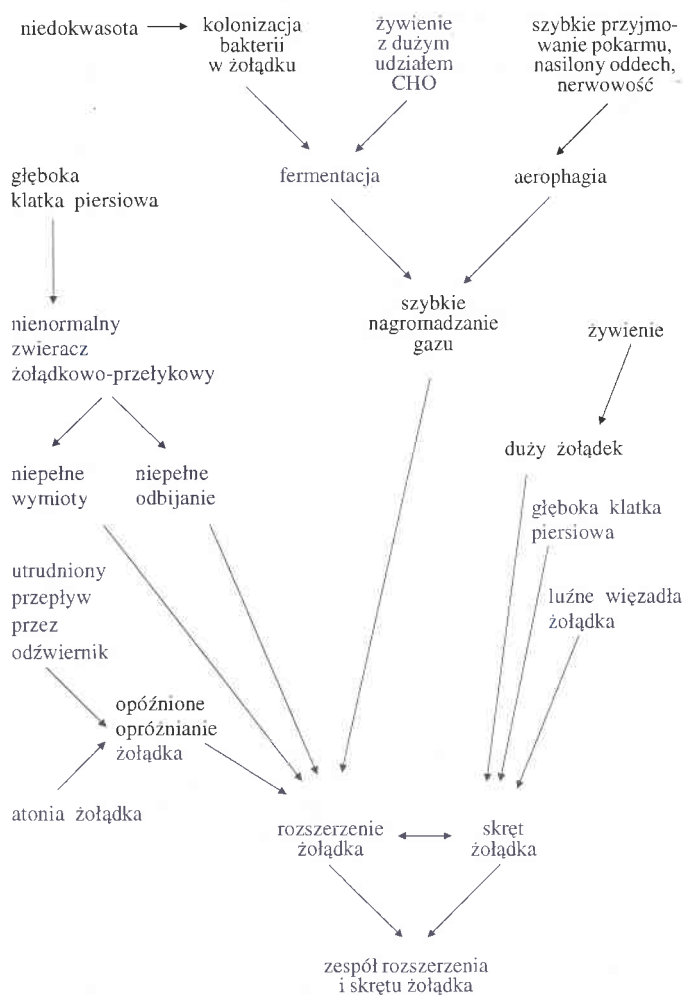 niedokwasota
kolonizacja
bakterii
w żołądku
żywienie
z dużym
udziałem
CHO
szybkie przyjmo-
wanie pokarmu,
nasilony oddech,
nerwowość
fermentacja
aerophagia
głęboka
klatka piersiowa
szybkie
nagromadzanie
gazu
nienormalny
zwieracz
żołądkowo-przełykowy
żywienie
niepełne
wymioty
niepełne
odbijanie
duży żołądek
głęboka klatka
piersiowa
utrudniony
przepływ
przez
odźwiernik
luźne więzadła
żołądka
opóźnione
opróżnianie
żołądka
atonia żołądka
rozszerzenie
żołądka
skręt
żołądka
zespół rozszerzenia
i skrętu żołądka